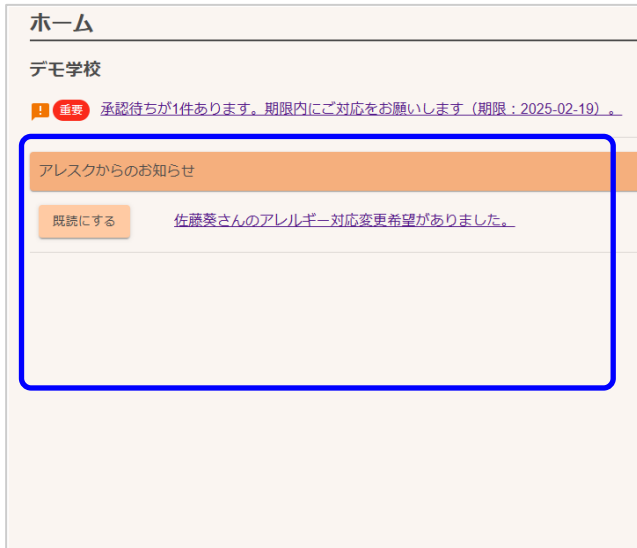 ホーム
デモ学校
重要 承認待ちが1件あります。期限内にご対応をお願いします（期限：2025-02-19）。
アレスクからのお知らせ
既読にする 佐藤葵さんのアレルギー対応変更希望がありました。